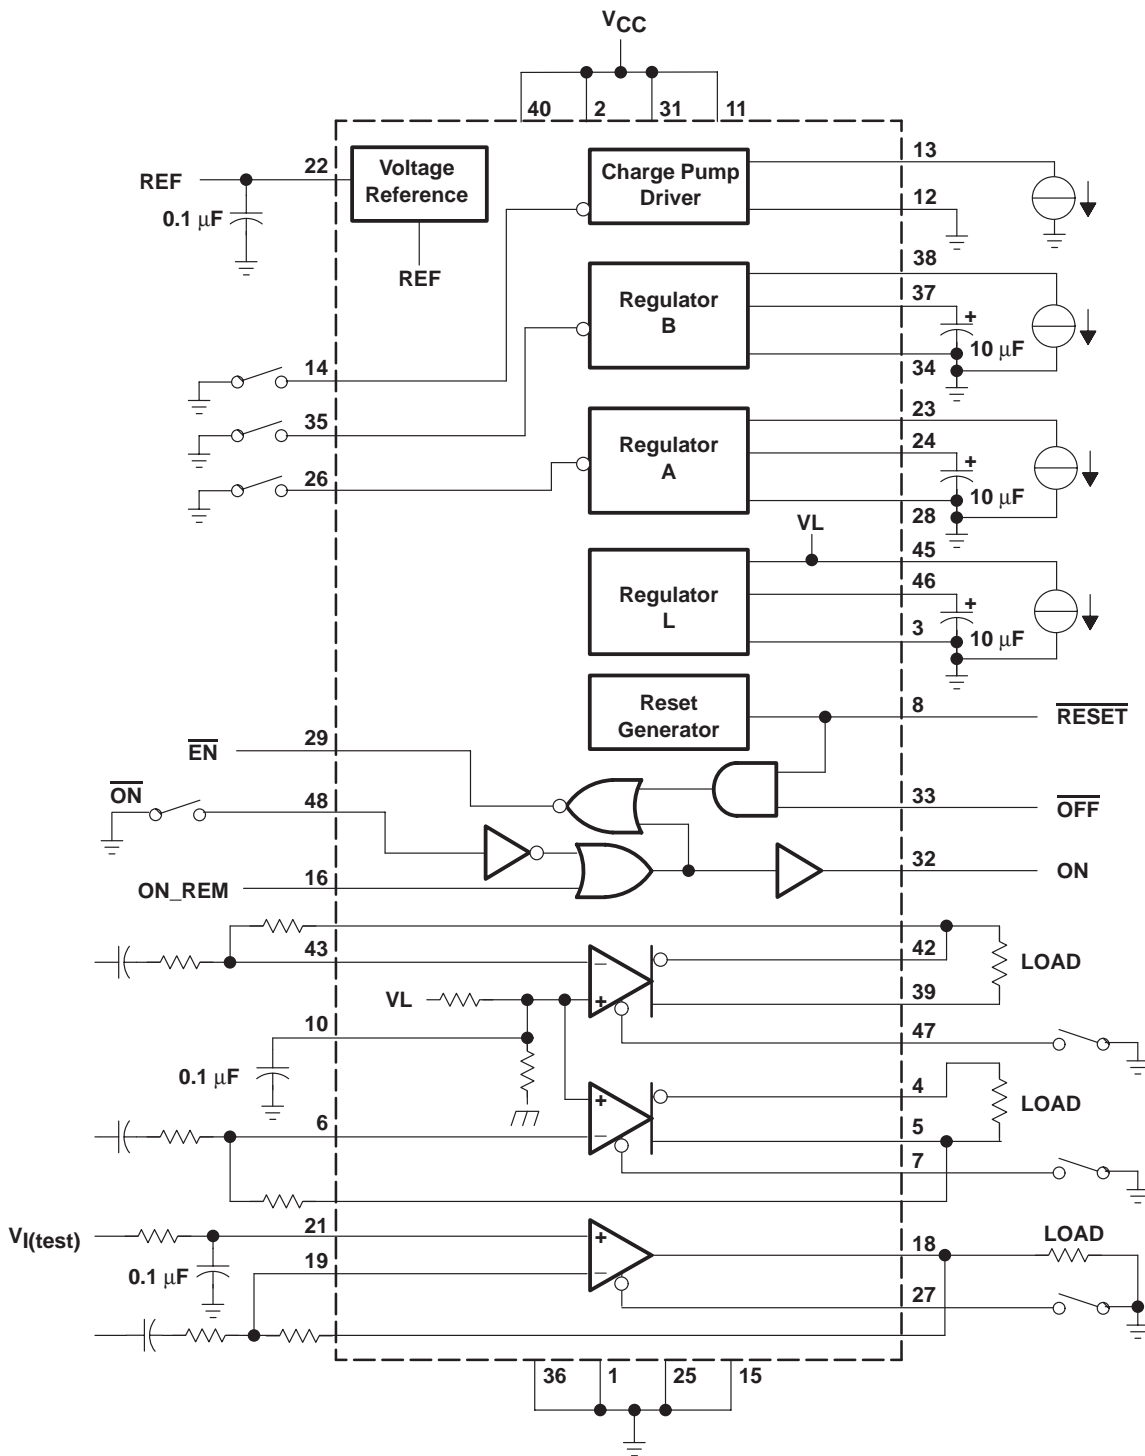 VCC
40 2 31 11
22 Voltage Reference
REF
0.1 μF
REF
Charge Pump Driver
13
12
38
Regulator B
37
10 μF
+
34
14
35
26
23
Regulator A
24
+
10 μF
28
VL
45
Regulator L
46
+
3
10 μF
Reset Generator
8
RESET
EN
29
ON
48
33
OFF
ON_REM
16
32
ON
43
42
LOAD
–
+
39
VL
10
47
0.1 μF
4
LOAD
+
–
6
5
7
VI(test)
21
+
18
LOAD
0.1 μF
19
–
27
36 1 25 15